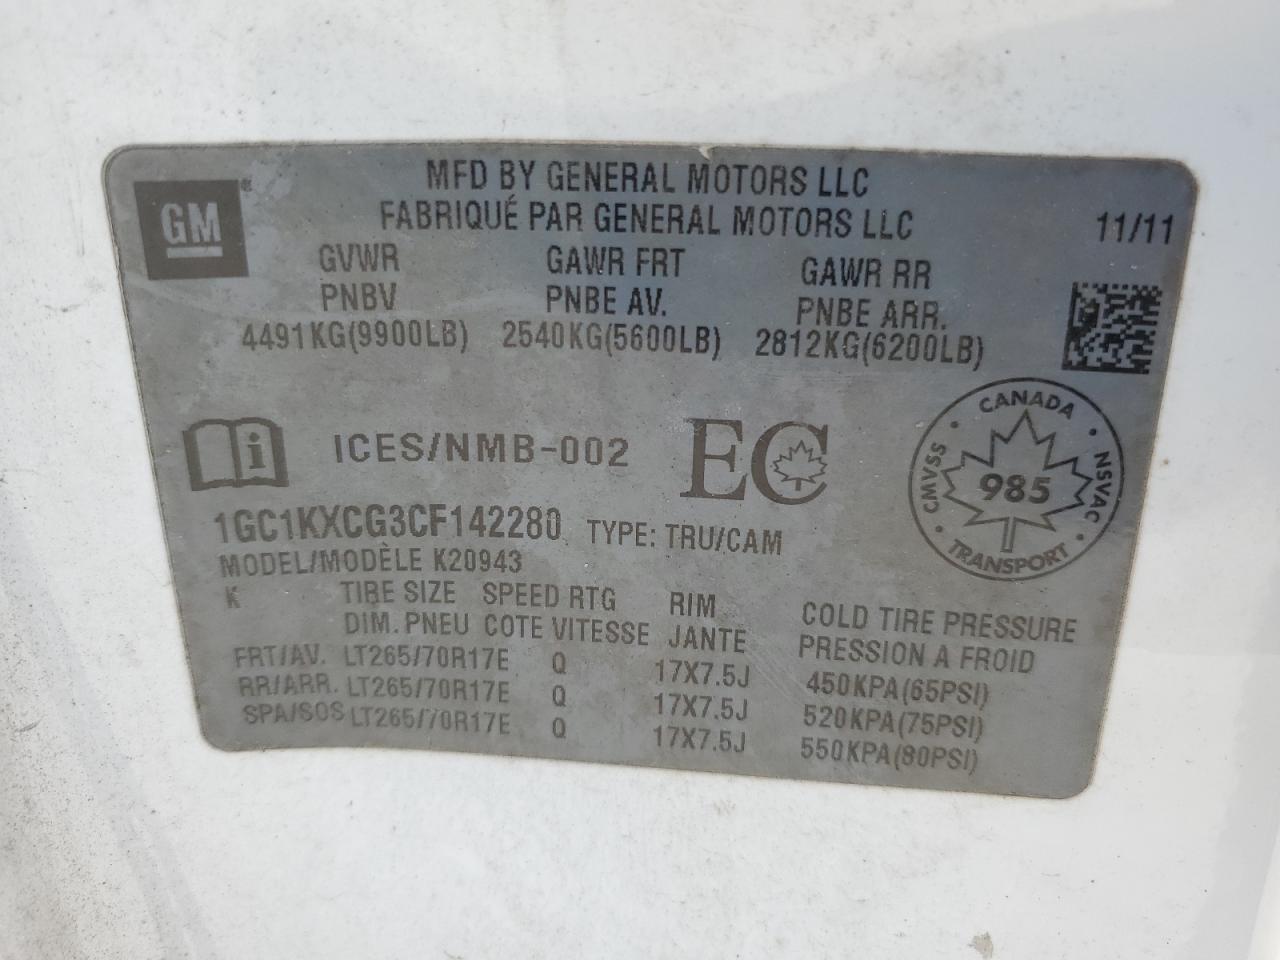 GM
MFD BY GENERAL MOTORS LLC
FABRIQUÉ PAR GENERAL MOTORS LLC
11/11
GVWR GAWR FRT GAWR RR
PNBV PNBE AV. PNBE ARR.
4491KG(9900LB) 2540KG(5600LB) 2812KG(6200LB)
i ICES/NMB-002 EC
CANADA
CMVSS 985 NSVAC
TRANSPORT
1GC1KXCG3CF142280 TYPE: TRU/CAM
MODEL/MODÈLE K20943
K TIRE SIZE SPEED RTG RIM COLD TIRE PRESSURE
DIM. PNEU COTE VITESSE JANTE PRESSION A FROID
FRT/AV. LT265/70R17E Q 17X7.5J 450KPA(65PSI)
RR/ARR. LT265/70R17E Q 17X7.5J 520KPA(75PSI)
SPA/SOS LT265/70R17E Q 17X7.5J 550KPA(80PSI)